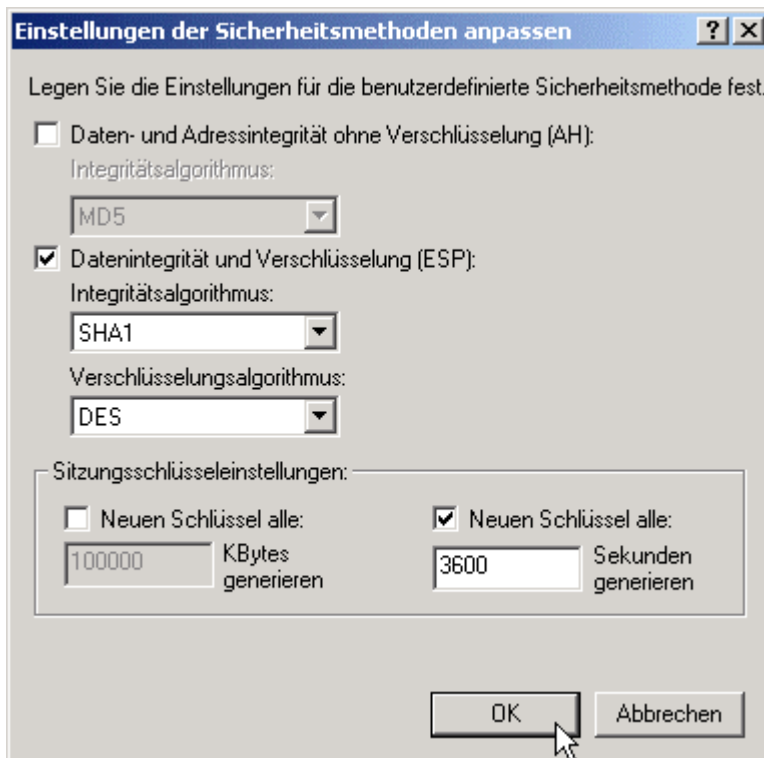 Einstellungen der Sicherheitsmethoden anpassen
Legen Sie die Einstellungen für die benutzerdefinierte Sicherheitsmethode fest.
Daten- und Adressintegrität ohne Verschlüsselung (AH):
Integritätsalgorithmus:
MD5
Datenintegrität und Verschlüsselung (ESP):
Integritätsalgorithmus:
SHA1
Verschlüsselungsalgorithmus:
DES
Sitzungsschlüsseleinstellungen:
Neuen Schlüssel alle:
100000 KBytes
generieren
Neuen Schlüssel alle:
3600 Sekunden
generieren
OK Abbrechen